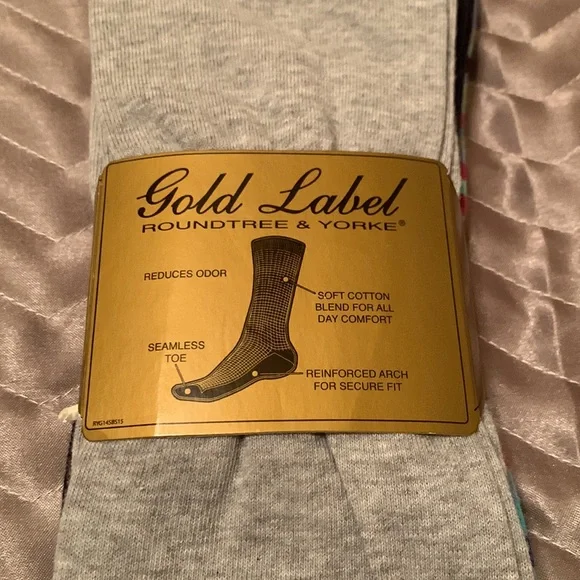 Gold Label
ROUNDTREE & YORKE®
REDUCES ODOR
SOFT COTTON
BLEND FOR ALL
DAY COMFORT
SEAMLESS
TOE
REINFORCED ARCH
FOR SECURE FIT
RYG145BS15